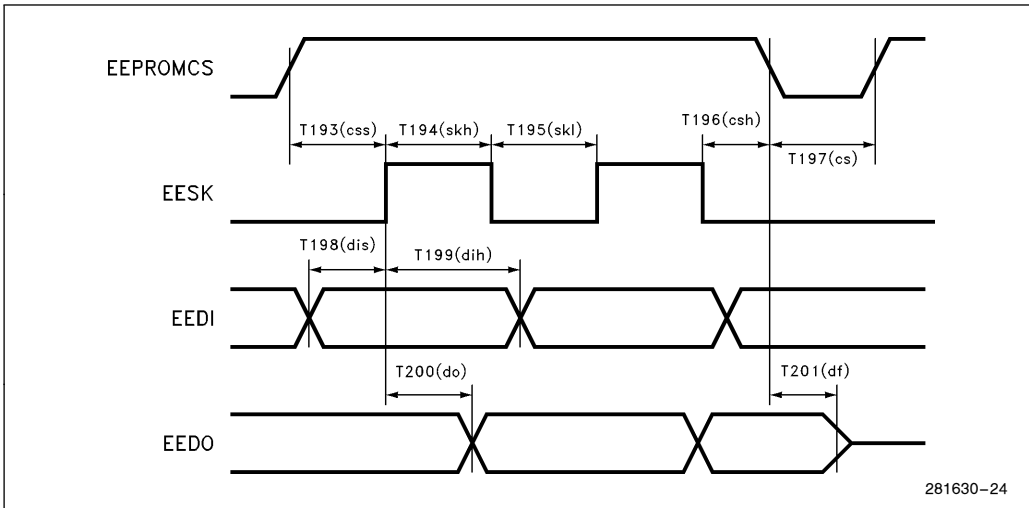 EEPROMCS
T193(css)
T194(skh)
T195(skl)
T196(csh)
T197(cs)
EESK
T198(dis)
T199(dih)
EEDI
T200(do)
T201(df)
EEDO
281630-24